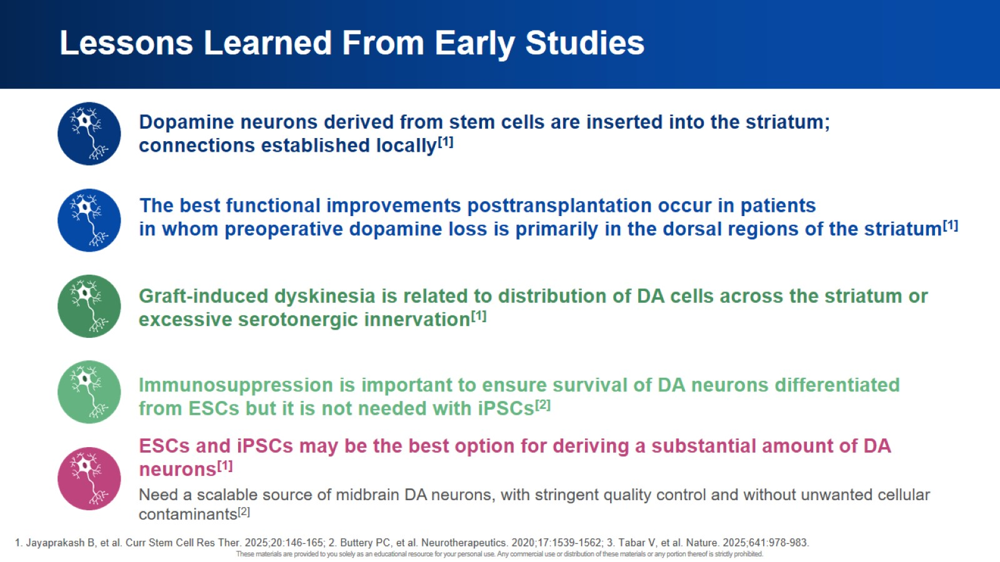 Lessons Learned From Early Studies
Dopamine neurons derived from stem cells are inserted into the striatum;
connections established locally[1]
The best functional improvements posttransplantation occur in patients
in whom preoperative dopamine loss is primarily in the dorsal regions of the striatum[1]
Graft-induced dyskinesia is related to distribution of DA cells across the striatum or
excessive serotonergic innervation[1]
Immunosuppression is important to ensure survival of DA neurons differentiated
from ESCs but it is not needed with iPSCs[2]
ESCs and iPSCs may be the best option for deriving a substantial amount of DA
neurons[1]
Need a scalable source of midbrain DA neurons, with stringent quality control and without unwanted cellular
contaminants[2]
1. Jayaprakash B, et al. Curr Stem Cell Res Ther. 2025;20:146-165; 2. Buttery PC, et al. Neurotherapeutics. 2020;17:1539-1562; 3. Tabar V, et al. Nature. 2025;641:978-983.
These materials are provided to you solely as an educational resource for your personal use. Any commercial use or distribution of these materials or any portion thereof is strictly prohibited.